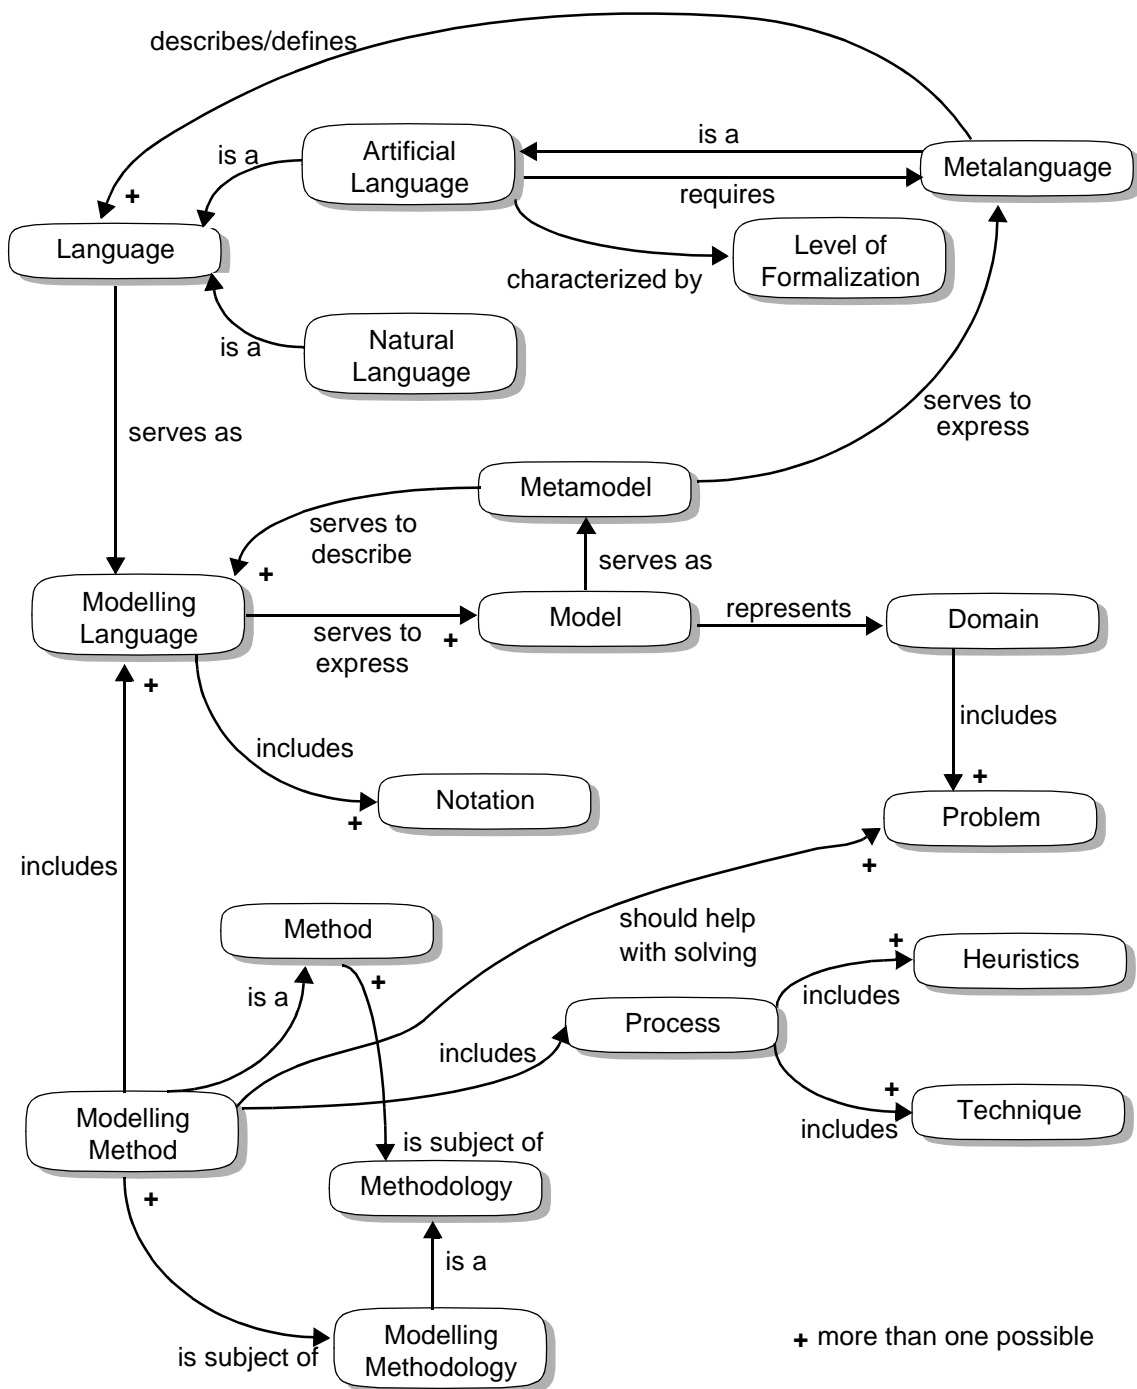 describes/defines
Artificial
Language
is a
is a
Metalanguage
requires
+
Language
Level of
Formalization
characterized by
Natural
Language
is a
serves to
express
serves as
Metamodel
serves to
describe
+
serves as
Modelling
Language
Model
represents
Domain
serves to
express
+
+
includes
includes
Notation
+
+
Problem
+
includes
Method
should help
with solving
+
Heuristics
is a
+
includes
Process
includes
+
Technique
includes
Modelling
Method
is subject of
+
Methodology
is a
Modelling
Methodology
is subject of
+ more than one possible